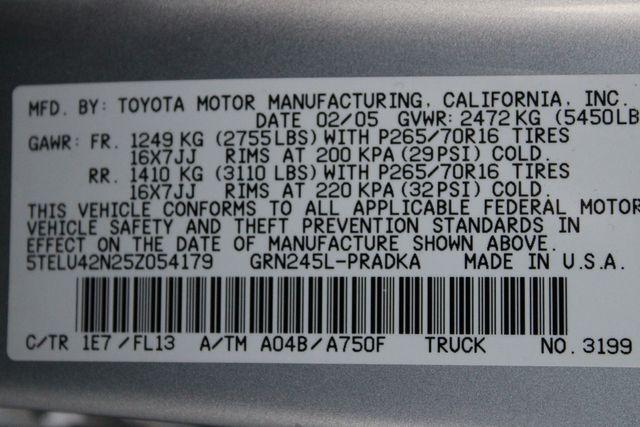 MFD. BY: TOYOTA MOTOR MANUFACTURING, CALIFORNIA, INC.
DATE 02/05 GVWR: 2472 KG (5450LB
GAWR: FR. 1249 KG (2755 LBS) WITH P265/70R16 TIRES
16X7JJ RIMS AT 200 KPA (29 PSI) COLD.
RR. 1410 KG (3110 LBS) WITH P265/70R16 TIRES
16X7JJ RIMS AT 220 KPA (32 PSI) COLD.
THIS VEHICLE CONFORMS TO ALL APPLICABLE FEDERAL MOTOR
VEHICLE SAFETY AND THEFT PREVENTION STANDARDS IN
EFFECT ON THE DATE OF MANUFACTURE SHOWN ABOVE.
5TELU42N25Z054179 GRN245L-PRADKA MADE IN U.S.A.
C/TR 1E7 / FL13 A/TM A04B/A750F TRUCK NO. 3199